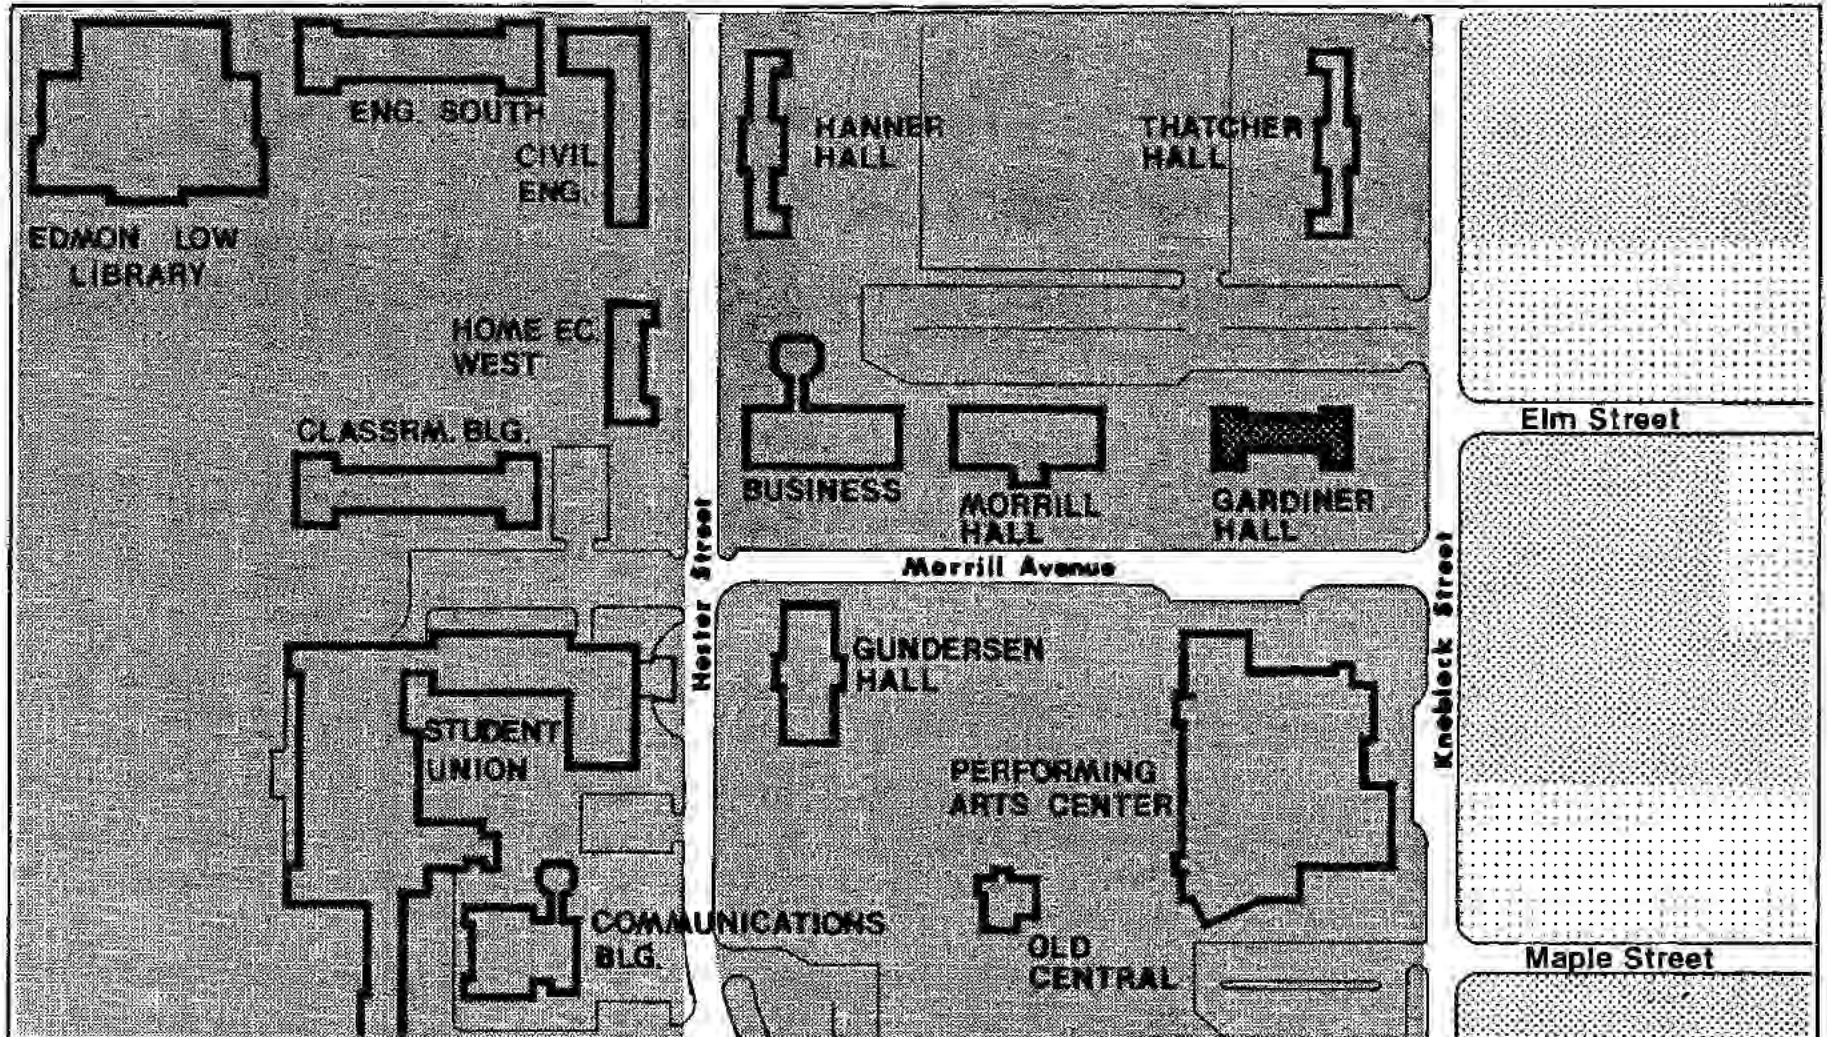 ENG. SOUTH
CIVIL
ENG.
EDMON LOW
LIBRARY
HANNER
HALL
THATCHER
HALL
HOME EC.
WEST
CLASSRM. BLG.
BUSINESS
MORRILL
HALL
GARDINER
HALL
Elm Street
Hester Street
Morrill Avenue
Knoblock Street
GUNDERSEN
HALL
STUDENT
UNION
PERFORMING
ARTS CENTER
COMMUNICATIONS
BLG.
OLD
CENTRAL
Maple Street